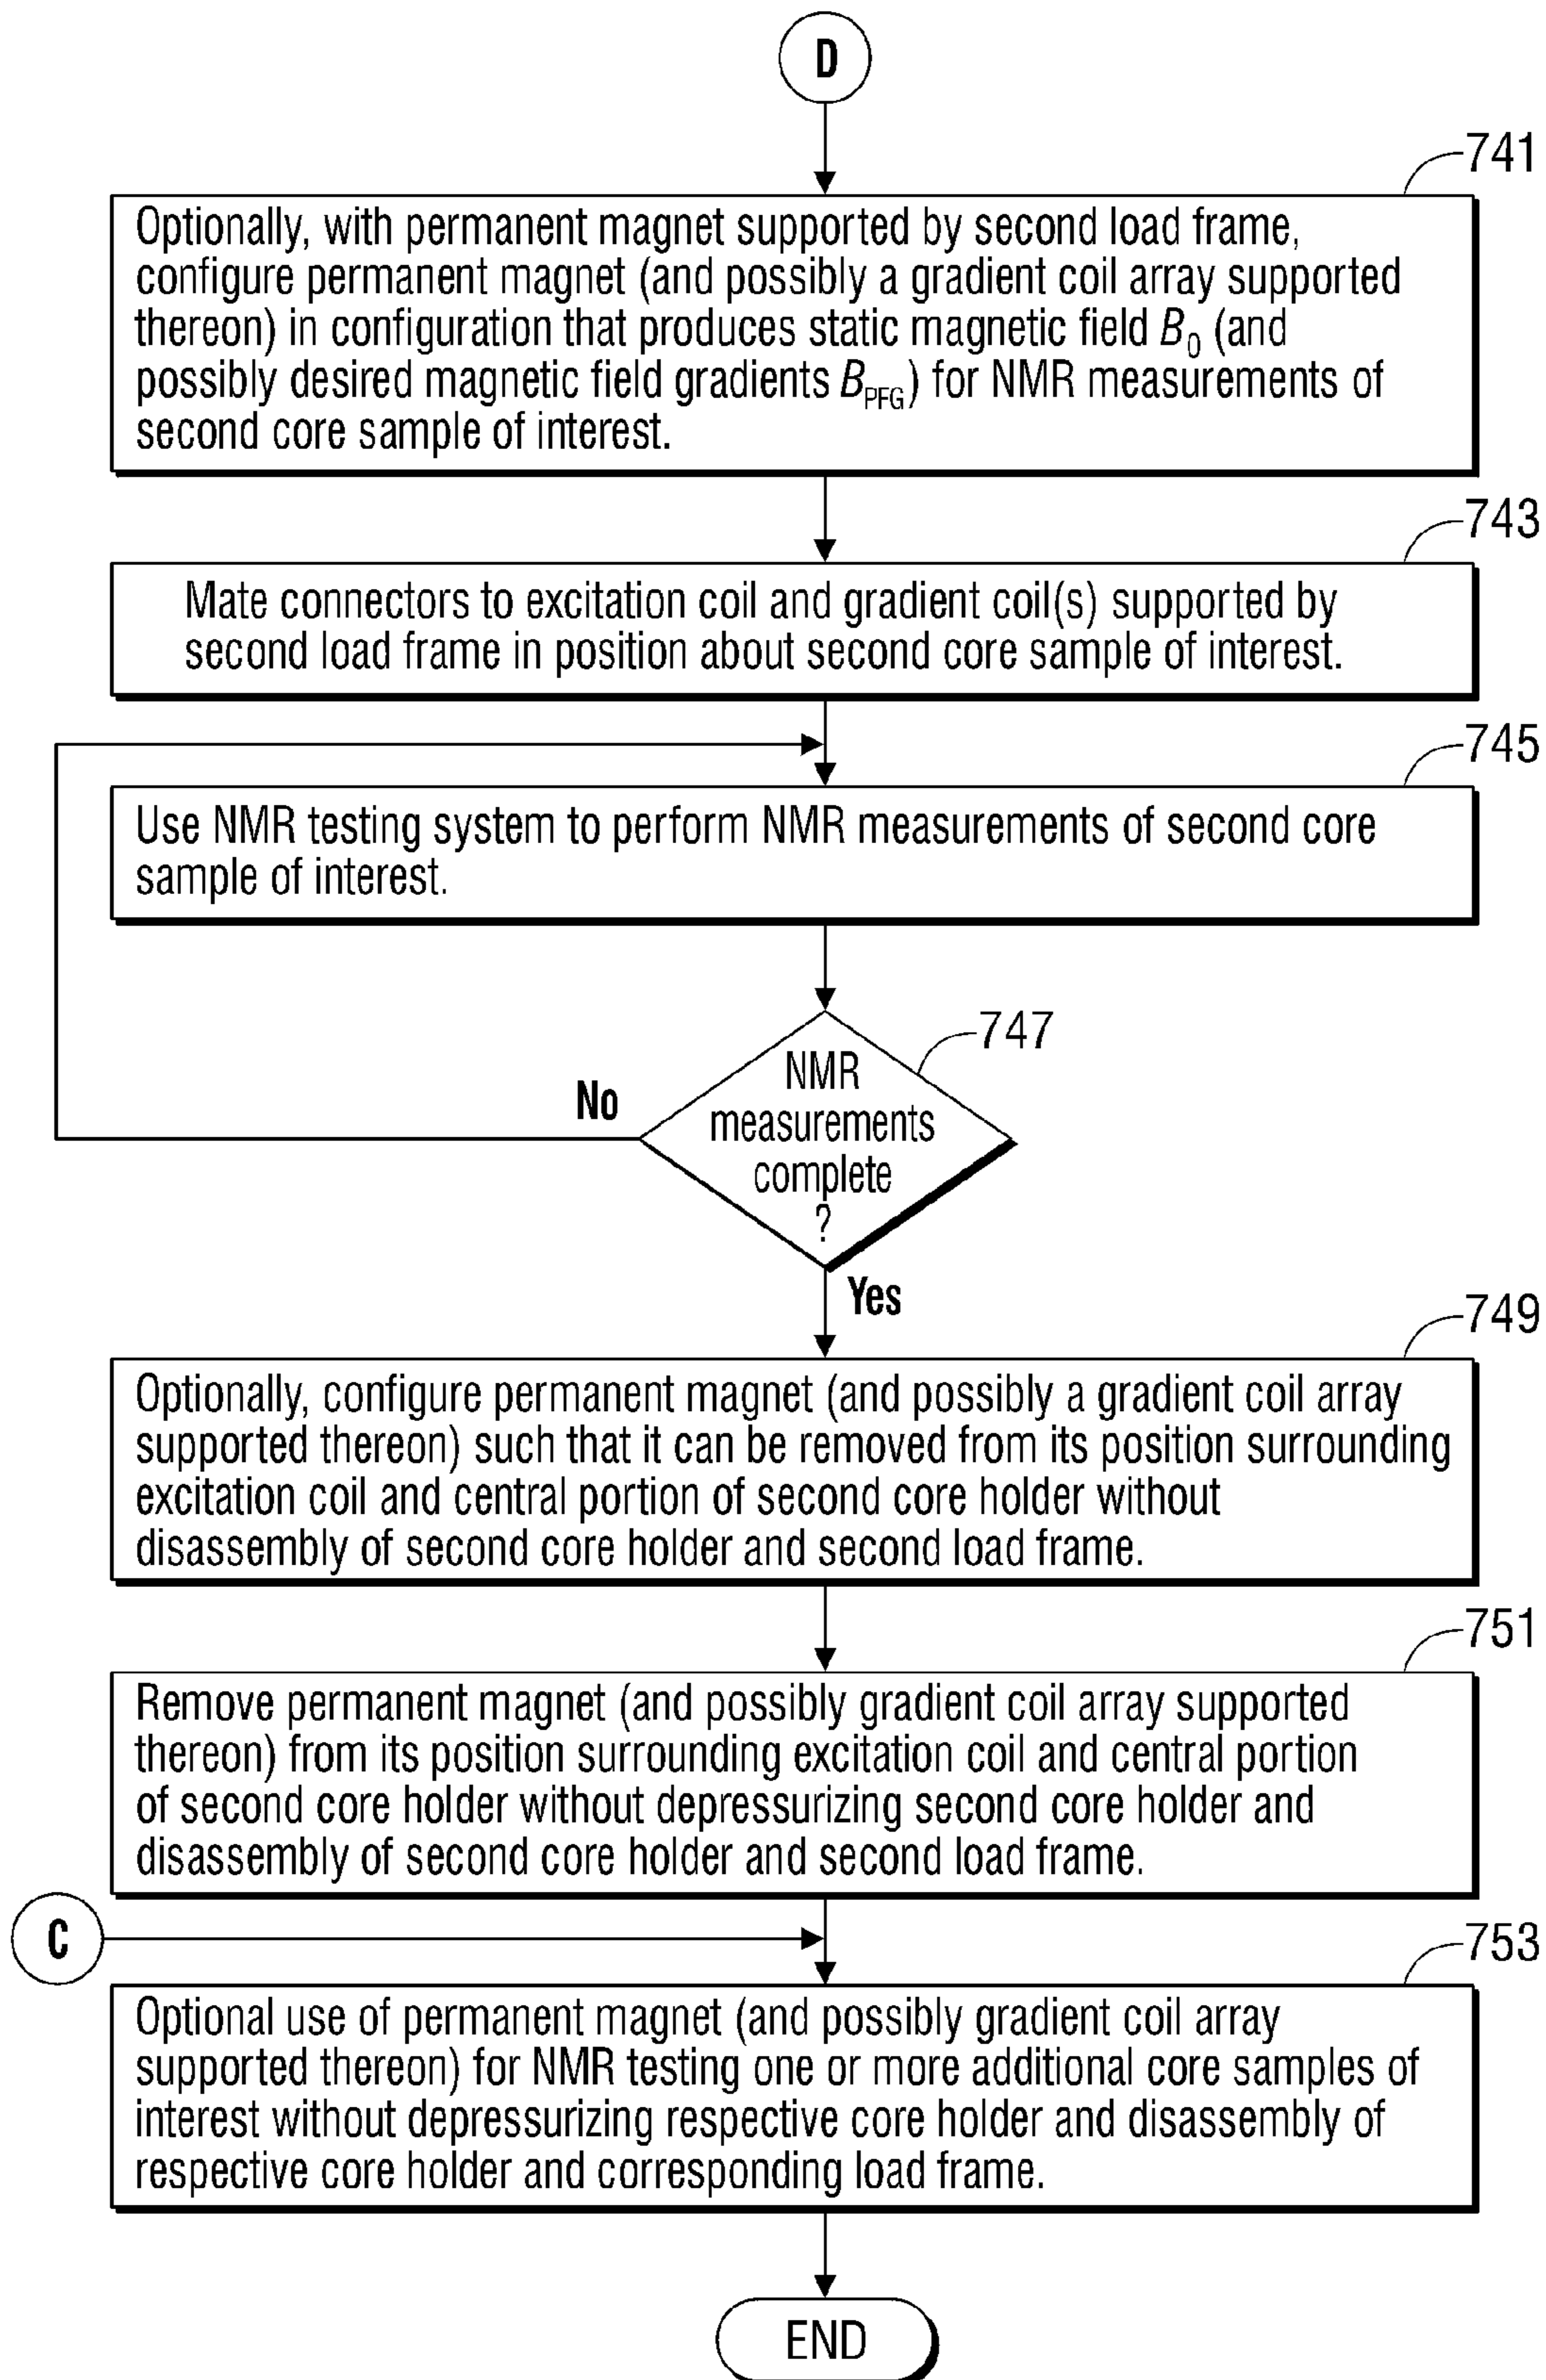 D
741
Optionally, with permanent magnet supported by second load frame,
configure permanent magnet (and possibly a gradient coil array supported
thereon) in configuration that produces static magnetic field B0 (and
possibly desired magnetic field gradients BPFG) for NMR measurements of
second core sample of interest.
743
Mate connectors to excitation coil and gradient coil(s) supported by
second load frame in position about second core sample of interest.
745
Use NMR testing system to perform NMR measurements of second core
sample of interest.
747
NMR
measurements
complete
?
No
Yes
749
Optionally, configure permanent magnet (and possibly a gradient coil array
supported thereon) such that it can be removed from its position surrounding
excitation coil and central portion of second core holder without
disassembly of second core holder and second load frame.
751
Remove permanent magnet (and possibly gradient coil array supported
thereon) from its position surrounding excitation coil and central portion
of second core holder without depressurizing second core holder and
disassembly of second core holder and second load frame.
C
753
Optional use of permanent magnet (and possibly gradient coil array
supported thereon) for NMR testing one or more additional core samples of
interest without depressurizing respective core holder and disassembly of
respective core holder and corresponding load frame.
END